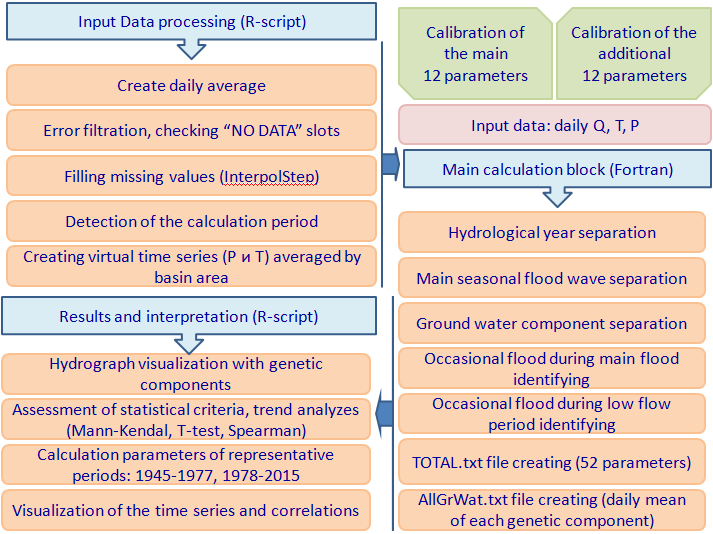 Input Data processing (R-script)
Create daily average
Error filtration, checking “NO DATA” slots
Filling missing values (InterpolStep)
Detection of the calculation period
Creating virtual time series (P и T) averaged by
basin area
Calibration of
the main
12 parameters
Calibration of the
additional
12 parameters
Input data: daily Q, T, P
Main calculation block (Fortran)
Hydrological year separation
Main seasonal flood wave separation
Ground water component separation
Occasional flood during main flood
identifying
Occasional flood during low flow
period identifying
TOTAL.txt file creating (52 parameters)
AllGrWat.txt file creating (daily mean
of each genetic component)
Results and interpretation (R-script)
Hydrograph visualization with genetic
components
Assessment of statistical criteria, trend analyzes
(Mann-Kendal, T-test, Spearman)
Calculation parameters of representative
periods: 1945-1977, 1978-2015
Visualization of the time series and correlations